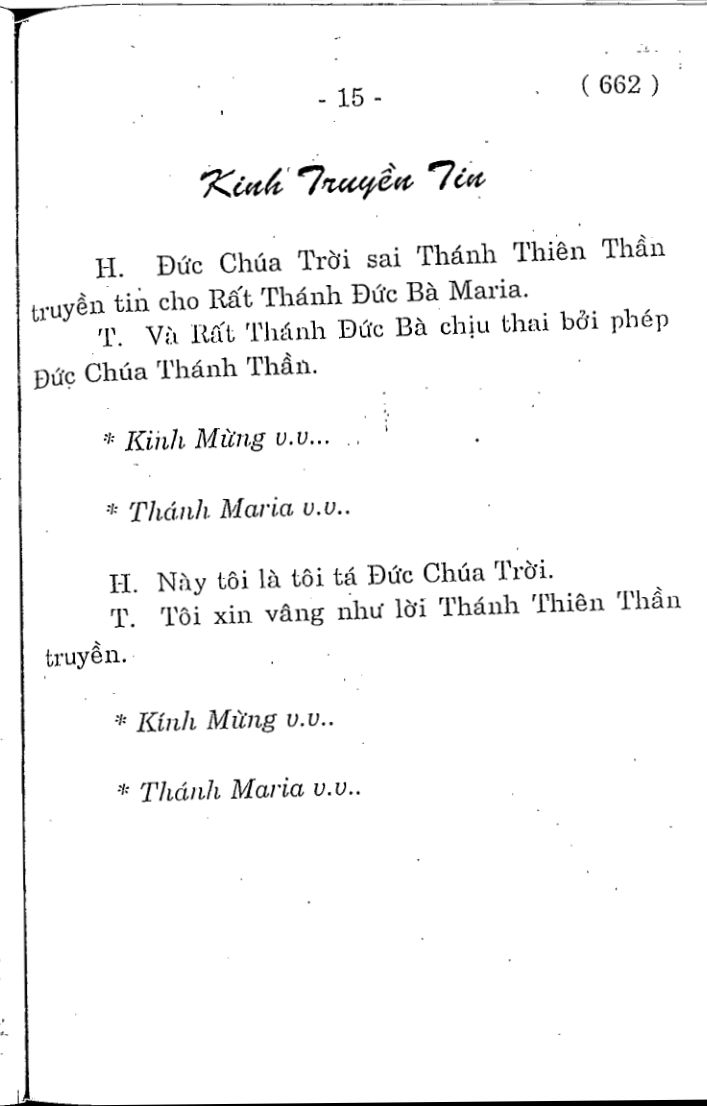 - 15 -
( 662 )
Kinh Truyền Tin
H. Đức Chúa Trời sai Thánh Thiên Thần
truyền tin cho Rất Thánh Đức Bà Maria.
T. Và Rất Thánh Đức Bà chịu thai bởi phép
Đức Chúa Thánh Thần.
* Kinh Mừng v.v...
* Thánh Maria v.v..
H. Này tôi là tôi tá Đức Chúa Trời.
T. Tôi xin vâng như lời Thánh Thiên Thần
truyền.
* Kính Mừng v.v..
* Thánh Maria v.v..